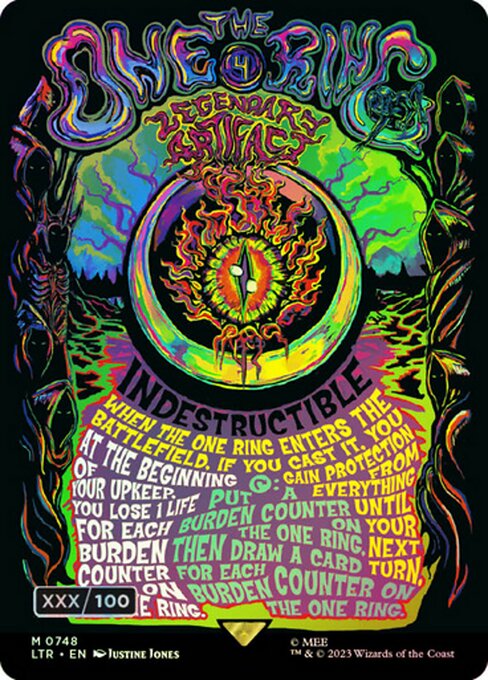 THE
ONE RING
4
LEGENDARY
ARTIFACT
INDESTRUCTIBLE
WHEN THE ONE RING ENTERS THE
BATTLEFIELD, IF YOU CAST IT, YOU
GAIN PROTECTION
FROM
EVERYTHING
UNTIL
YOUR
NEXT
TURN.
AT THE BEGINNING
OF
YOUR UPKEEP,
YOU LOSE 1 LIFE
FOR EACH
BURDEN
COUNTER
ON
RING.
: PUT A
BURDEN COUNTER
ON
THE ONE RING,
THEN DRAW A CARD
FOR EACH
BURDEN COUNTER
ON
THE ONE RING.
XXX/100
M 0748
LTR • EN JUSTINE JONES
© MEE
™ & © 2023 Wizards of the Coast